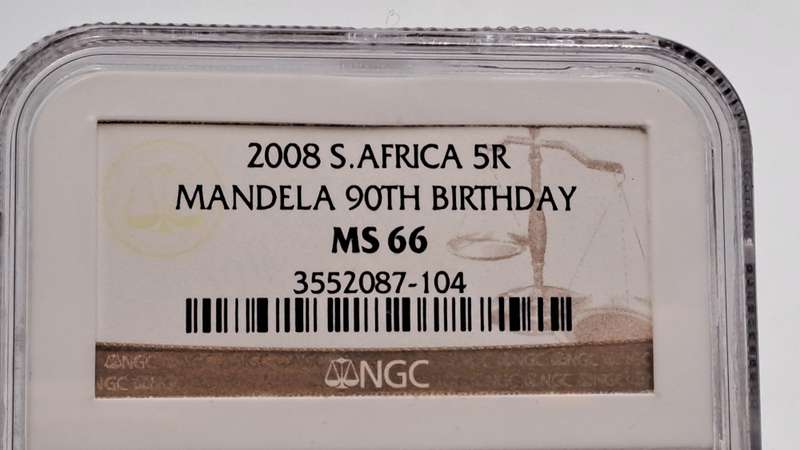 2008 S.AFRICA 5R
MANDELA 90TH BIRTHDAY
MS 66
3552087-104
NGC